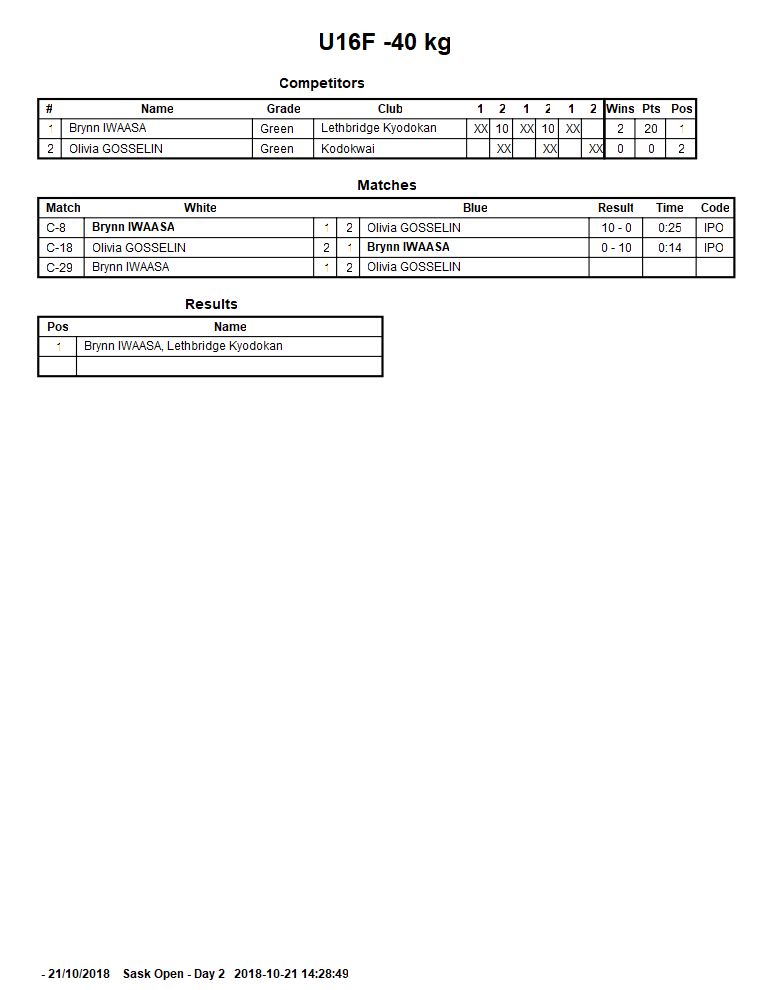 U16F -40 kg
Competitors
# Name Grade Club 1 2 1 2 1 2 Wins Pts Pos
1 Brynn IWAASA Green Lethbridge Kyodokan XX 10 XX 10 XX 2 20 1
2 Olivia GOSSELIN Green Kodokwai XX XX XX 0 0 2
Matches
Match White Blue Result Time Code
C-8 Brynn IWAASA 1 2 Olivia GOSSELIN 10 - 0 0:25 IPO
C-18 Olivia GOSSELIN 2 1 Brynn IWAASA 0 - 10 0:14 IPO
C-29 Brynn IWAASA 1 2 Olivia GOSSELIN
Results
Pos Name
1 Brynn IWAASA, Lethbridge Kyodokan
- 21/10/2018 Sask Open - Day 2 2018-10-21 14:28:49